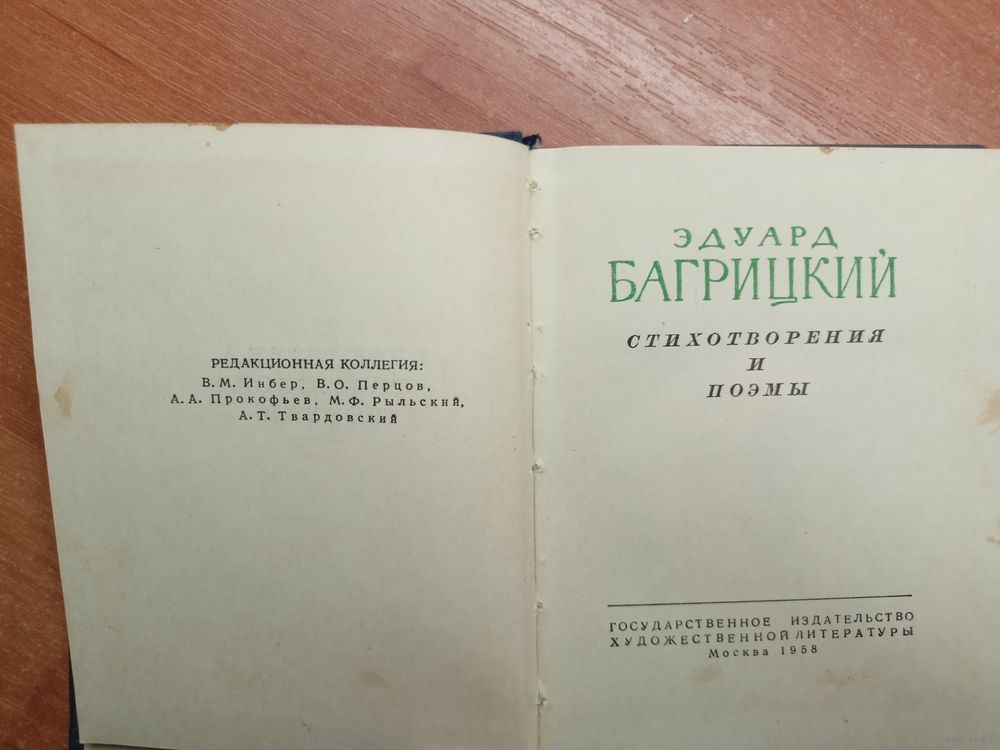 РЕДАКЦИОННАЯ КОЛЛЕГИЯ:
В. М. Инбер, В. О. Перцов,
А. А. Прокофьев, М. Ф. Рыльский,
А. Т. Твардовский
ЭДУАРД
БАГРИЦКИЙ
СТИХОТВОРЕНИЯ
И
ПОЭМЫ
ГОСУДАРСТВЕННОЕ ИЗДАТЕЛЬСТВО
ХУДОЖЕСТВЕННОЙ ЛИТЕРАТУРЫ
Москва 1958